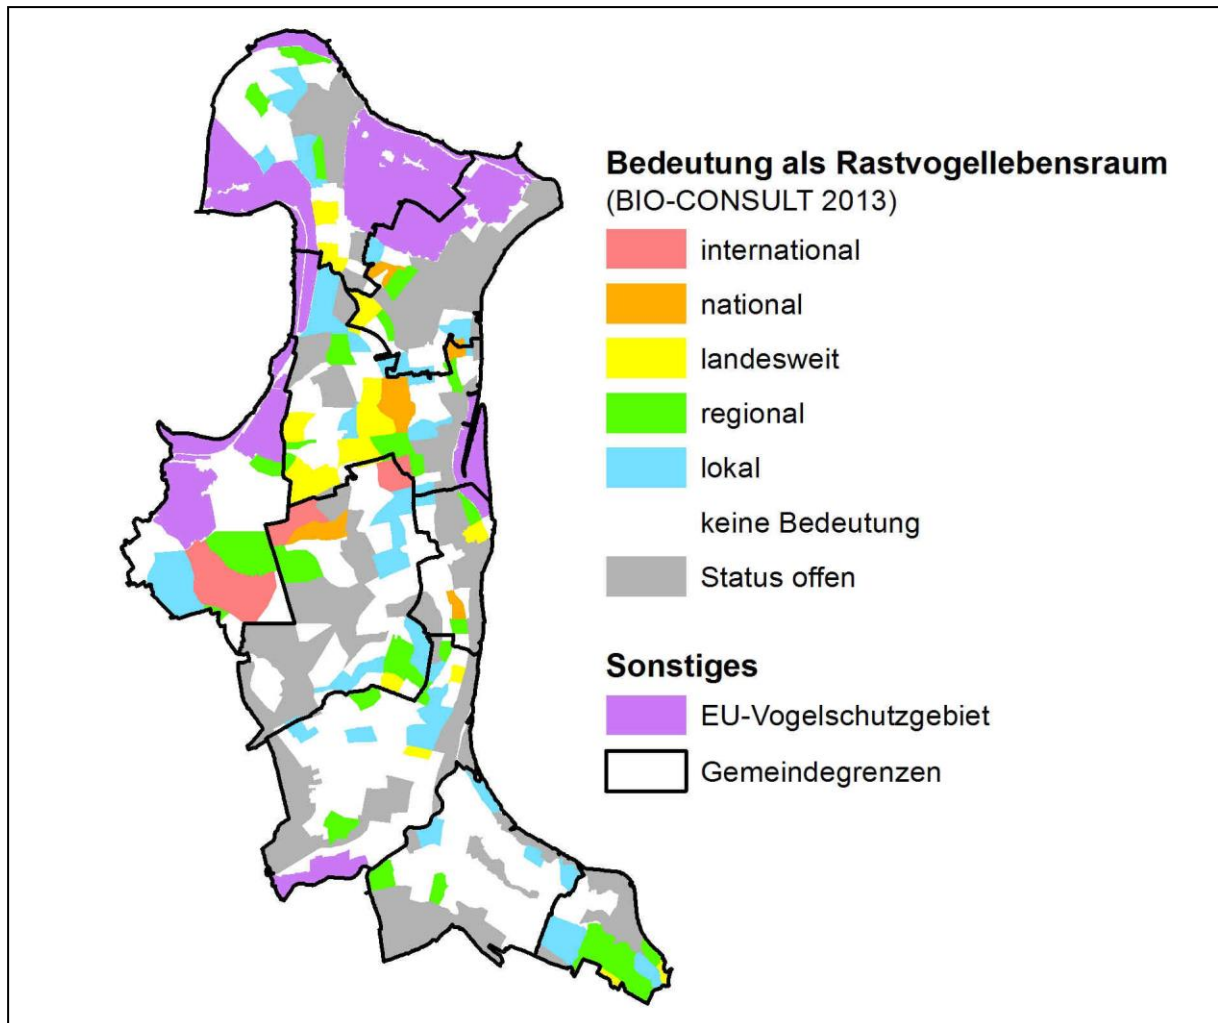 Bedeutung als Rastvogellebensraum
(BIO-CONSULT 2013)
international
national
landesweit
regional
lokal
keine Bedeutung
Status offen
Sonstiges
EU-Vogelschutzgebiet
Gemeindegrenzen